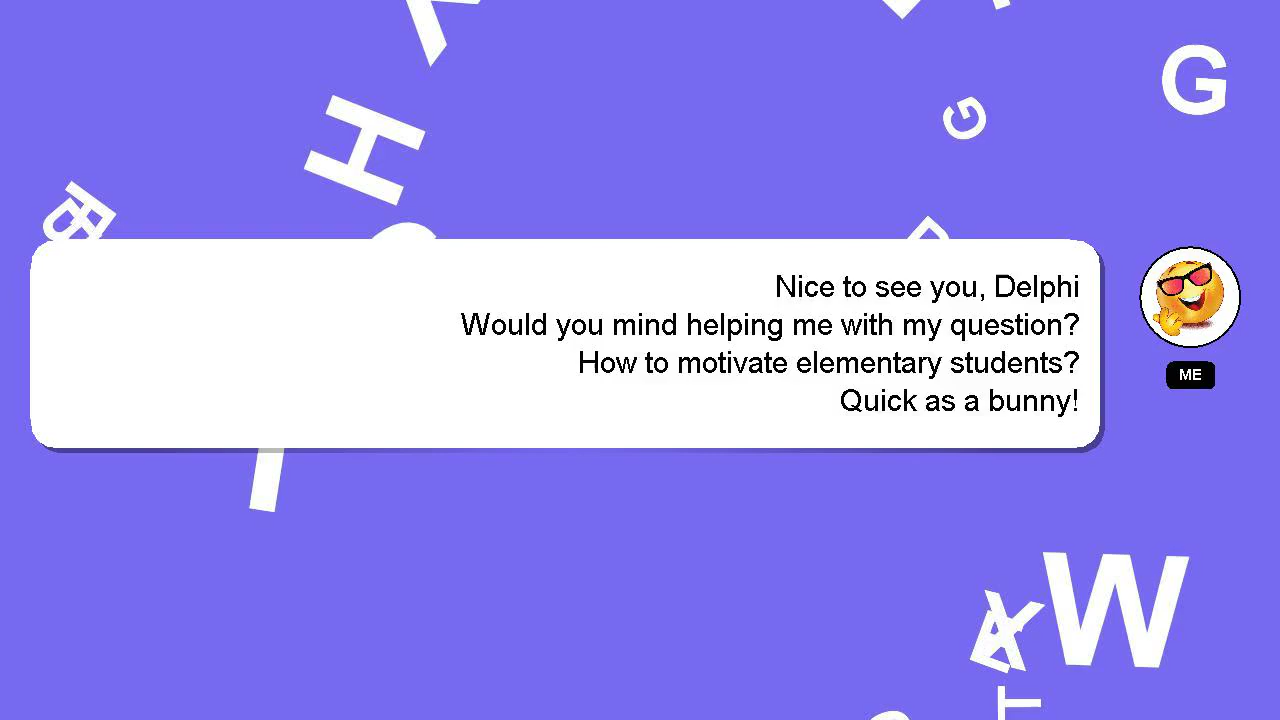 G
H
G
Nice to see you, Delphi
Would you mind helping me with my question?
How to motivate elementary students?
Quick as a bunny!
ME
W
T